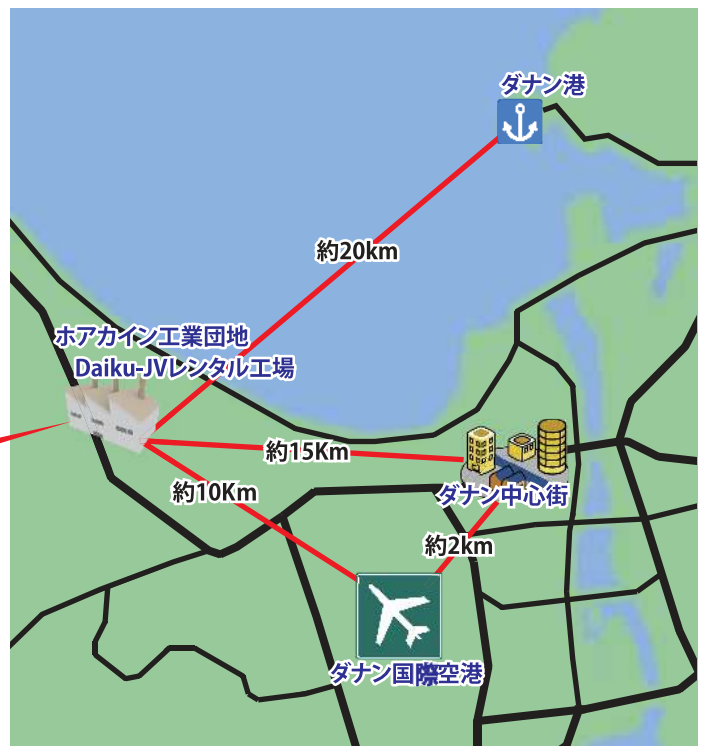 ダナン港
約20km
ホアカイン工業団地
Daiku-JVレンタル工場
約15Km
約10Km
ダナン中心街
約2km
ダナン国際空港